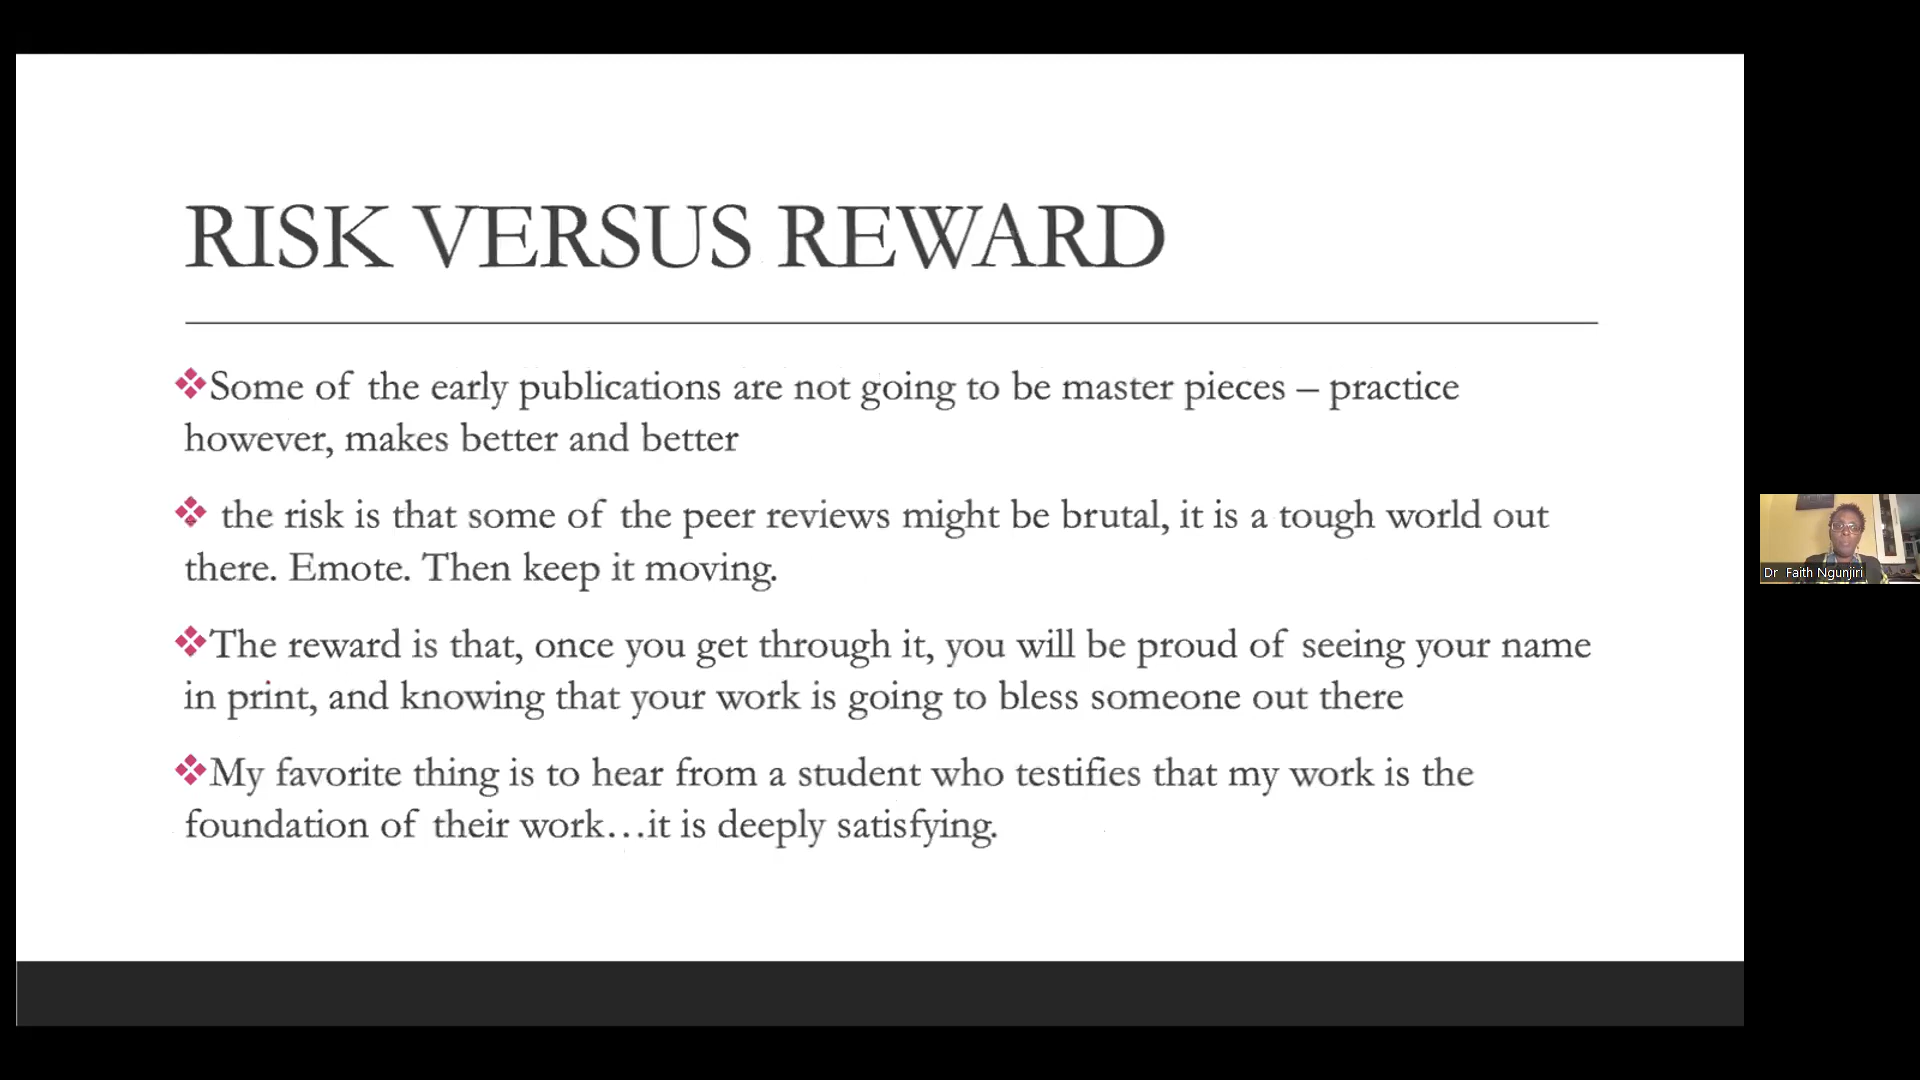 RISK VERSUS REWARD
❖Some of the early publications are not going to be master pieces – practice
however, makes better and better
❖ the risk is that some of the peer reviews might be brutal, it is a tough world out
there. Emote. Then keep it moving.
❖The reward is that, once you get through it, you will be proud of seeing your name
in print, and knowing that your work is going to bless someone out there
❖My favorite thing is to hear from a student who testifies that my work is the
foundation of their work…it is deeply satisfying.
Dr Faith Ngunjiri